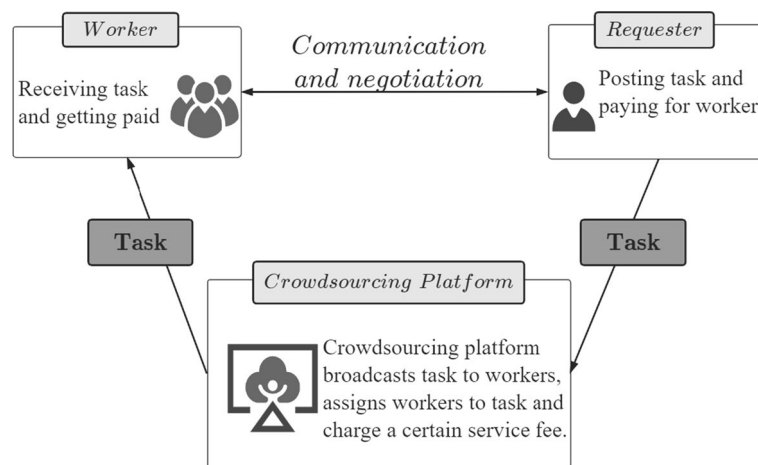 Worker
Receiving task
and getting paid
Communication
and negotiation
Requester
Posting task and
paying for worker
Task
Task
Crowdsourcing Platform
Crowdsourcing platform
broadcasts task to workers,
assigns workers to task and
charge a certain service fee.